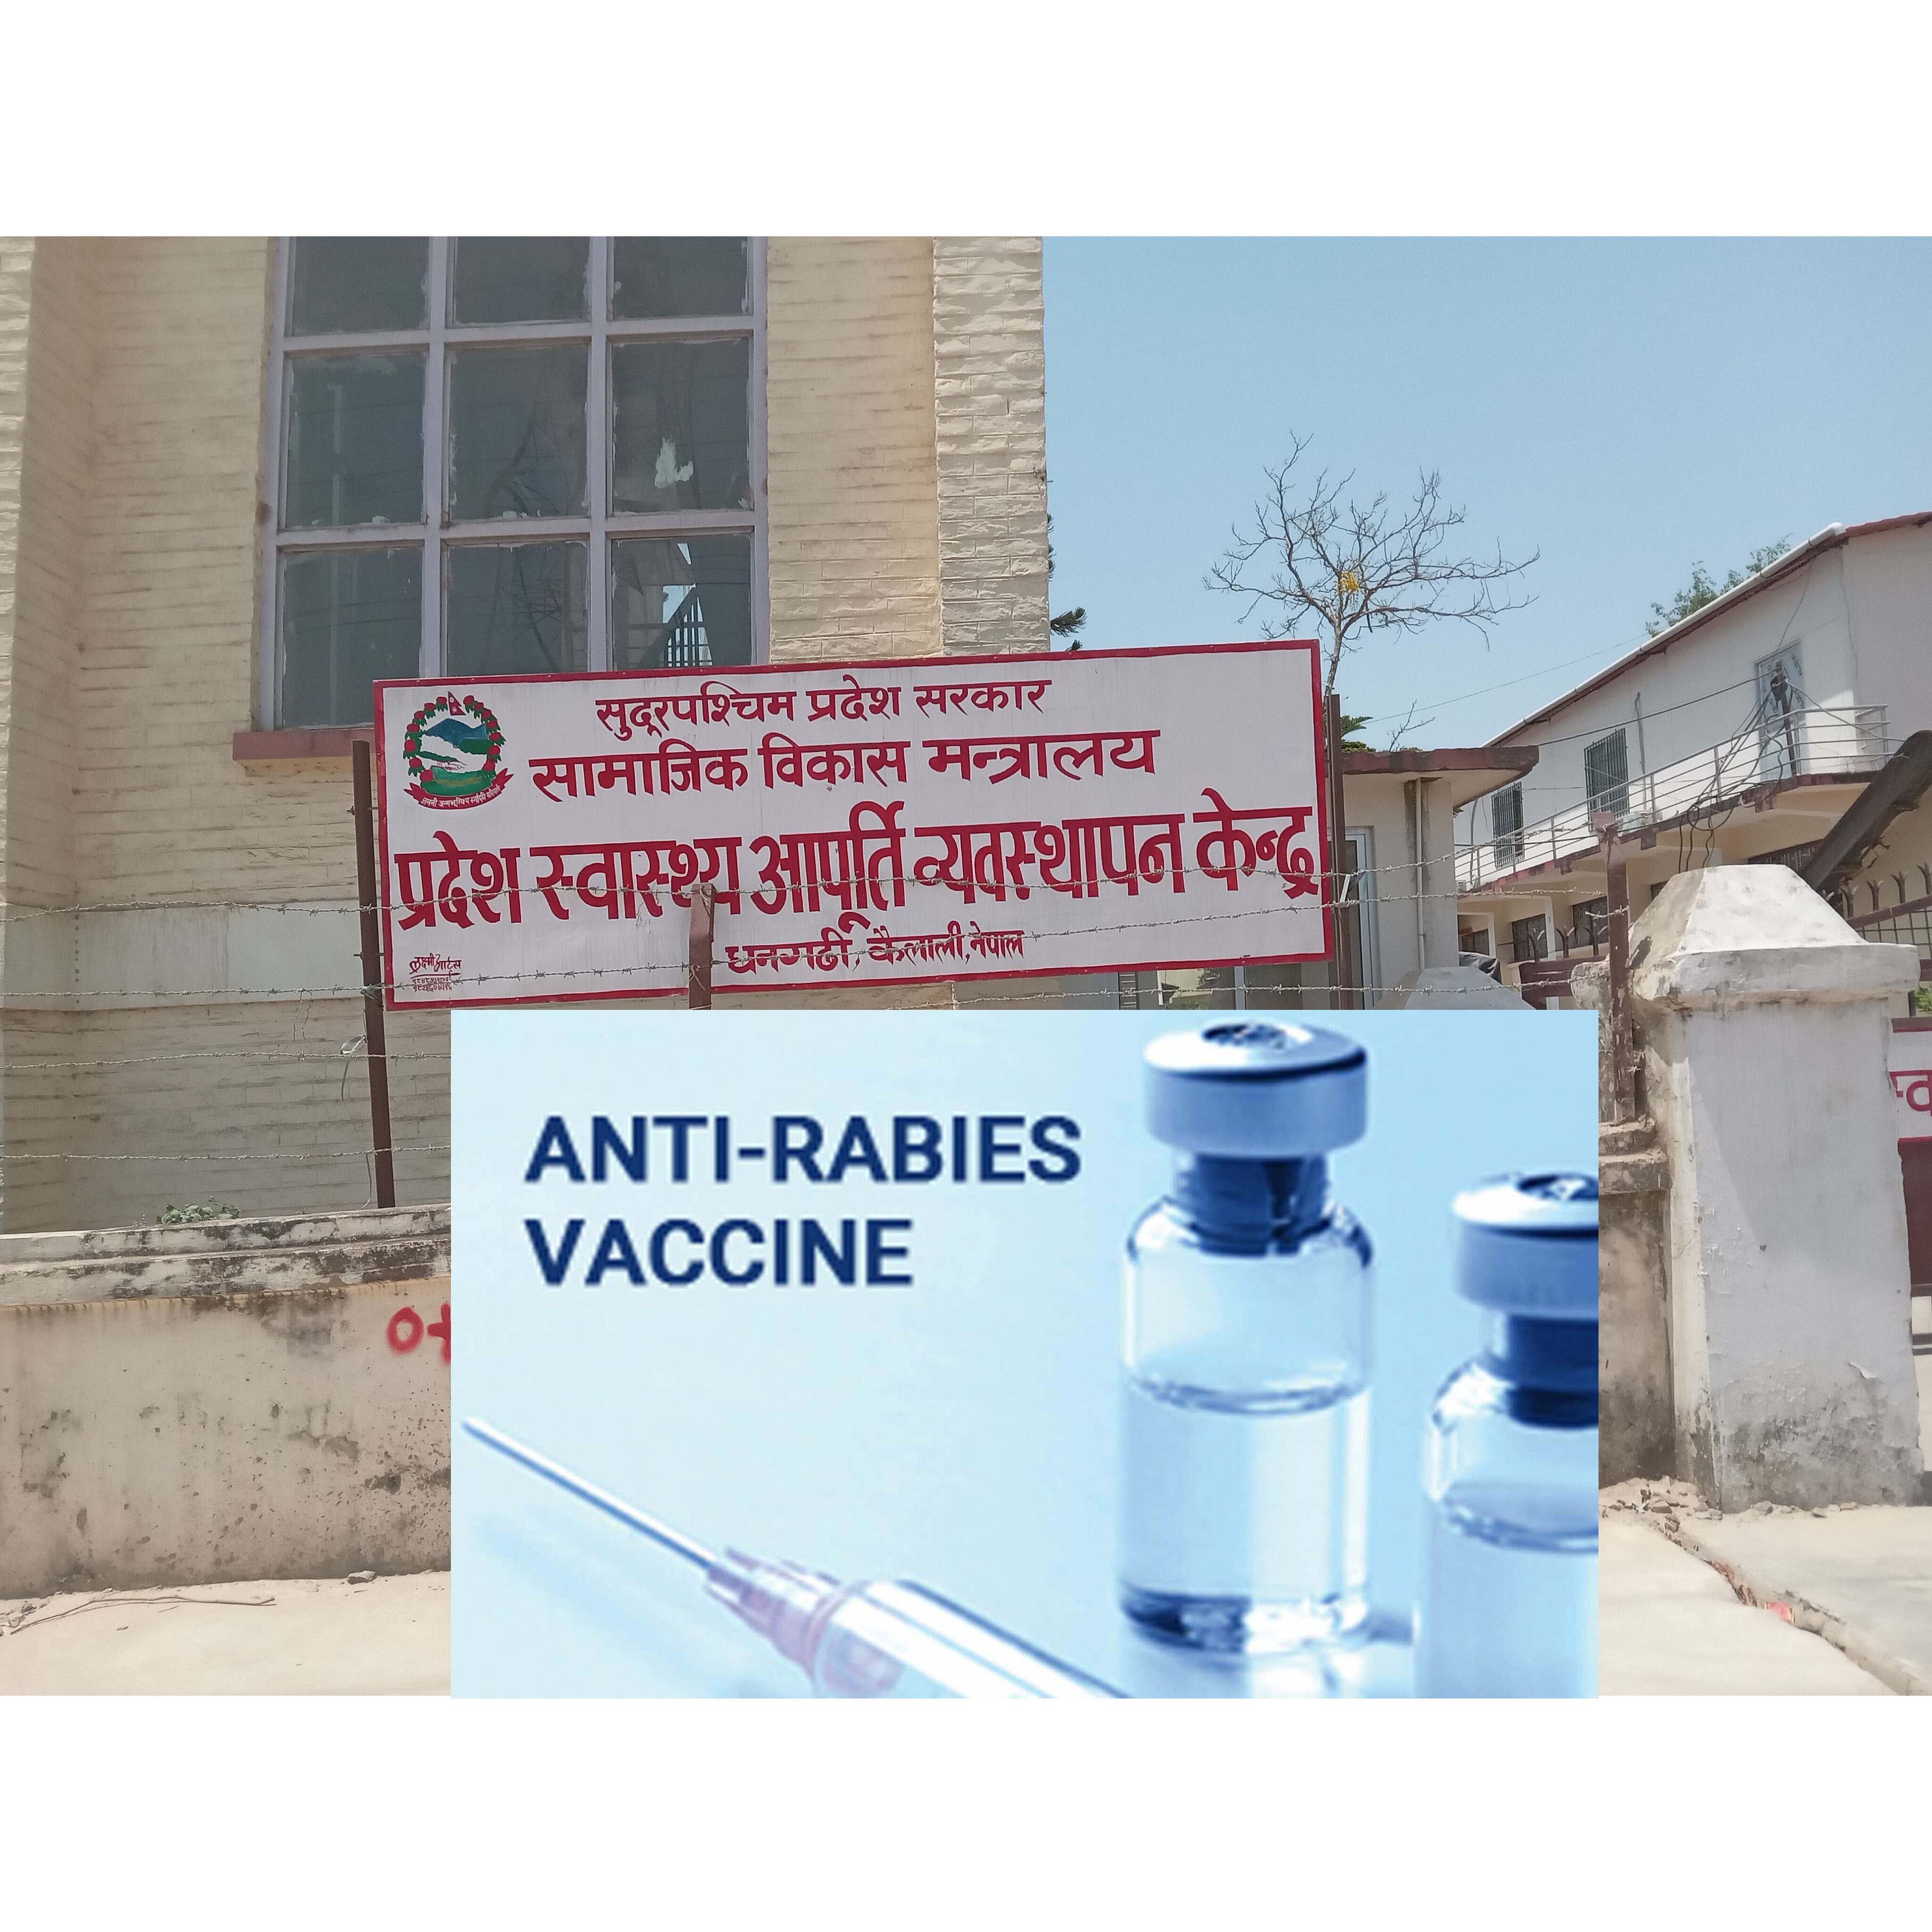 सुदूरपश्चिम प्रदेश सरकार
सामाजिक विकास मन्त्रालय
प्रदेश स्वास्थ्य आपूर्ति व्यवस्थापन केन्द्र
धनगढी, कैलाली, नेपाल
ANTI-RABIES
VACCINE